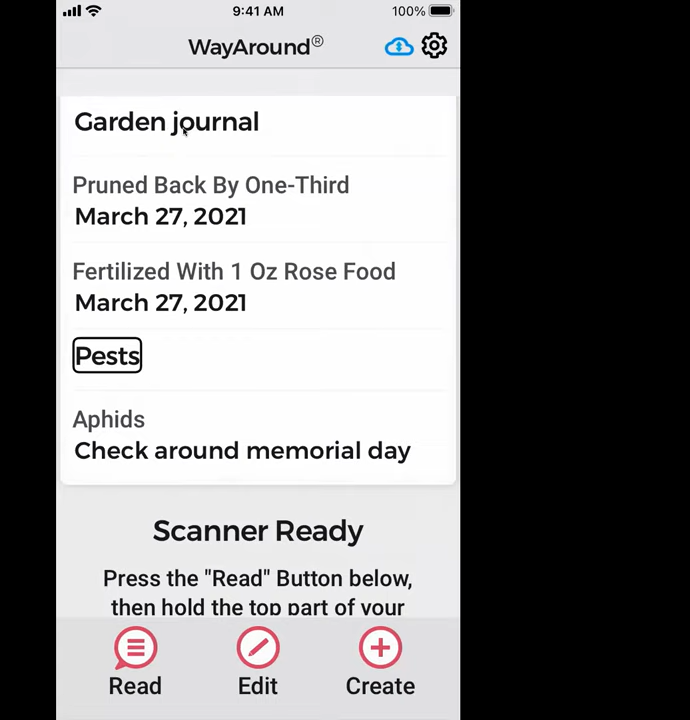 9:41 AM
100%
WayAround®
Garden journal
Pruned Back By One-Third
March 27, 2021
Fertilized With 1 Oz Rose Food
March 27, 2021
Pests
Aphids
Check around memorial day
Scanner Ready
Press the "Read" Button below,
then hold the top part of your
Read
Edit
Create